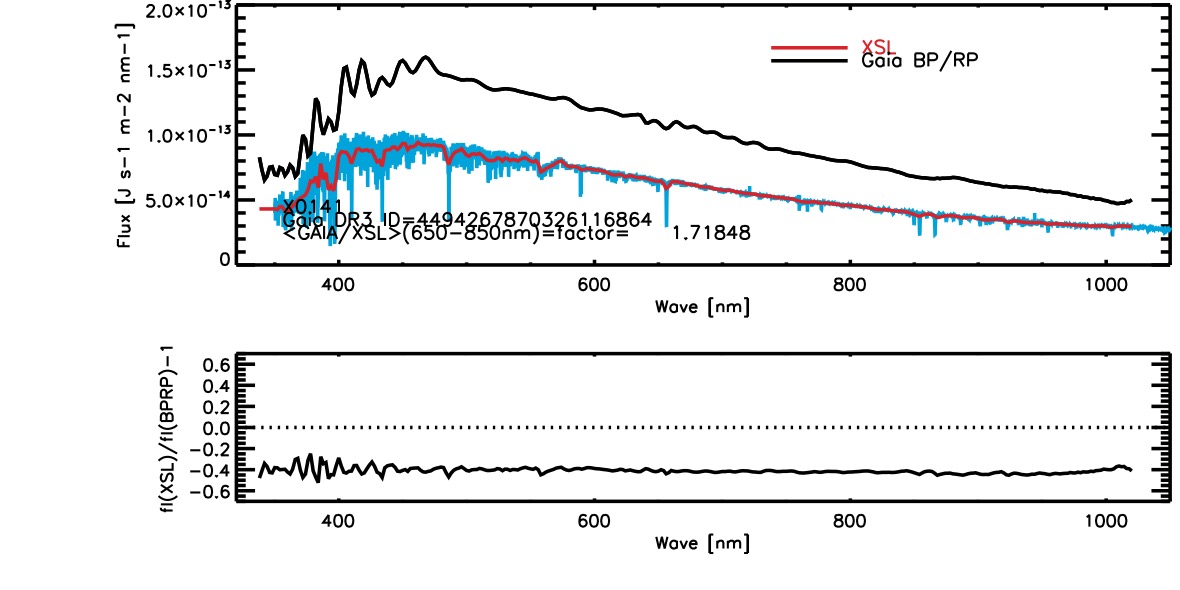 2.0×10−13
1.5×10−13
1.0×10−13
5.0×10−14
0
Flux [J s−1 m−2 nm−1]
XSL
Gaia BP/RP
X0141
Gaia DR3 ID=4494267870326116864
<GAIA/XSL>(650−850nm)=factor= 1.71848
400 600 800 1000
Wave [nm]
fl(XSL)/fl(BPRP)−1
0.6
0.4
0.2
0.0
−0.2
−0.4
−0.6
400 600 800 1000
Wave [nm]